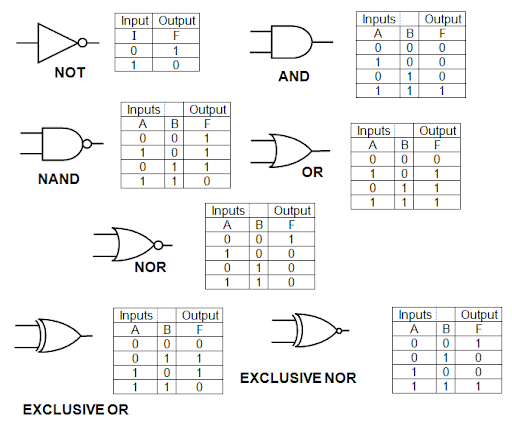 Input Output
I F
0 1
1 0
NOT
Inputs Output
A B F
0 0 0
1 0 0
0 1 0
1 1 1
AND
Inputs Output
A B F
0 0 1
1 0 1
0 1 1
1 1 0
NAND
Inputs Output
A B F
0 0 0
1 0 1
0 1 1
1 1 1
OR
Inputs Output
A B F
0 0 1
1 0 0
0 1 0
1 1 0
NOR
Inputs Output
A B F
0 0 0
0 1 1
1 0 1
1 1 0
EXCLUSIVE OR
Inputs Output
A B F
0 0 1
0 1 0
1 0 0
1 1 1
EXCLUSIVE NOR